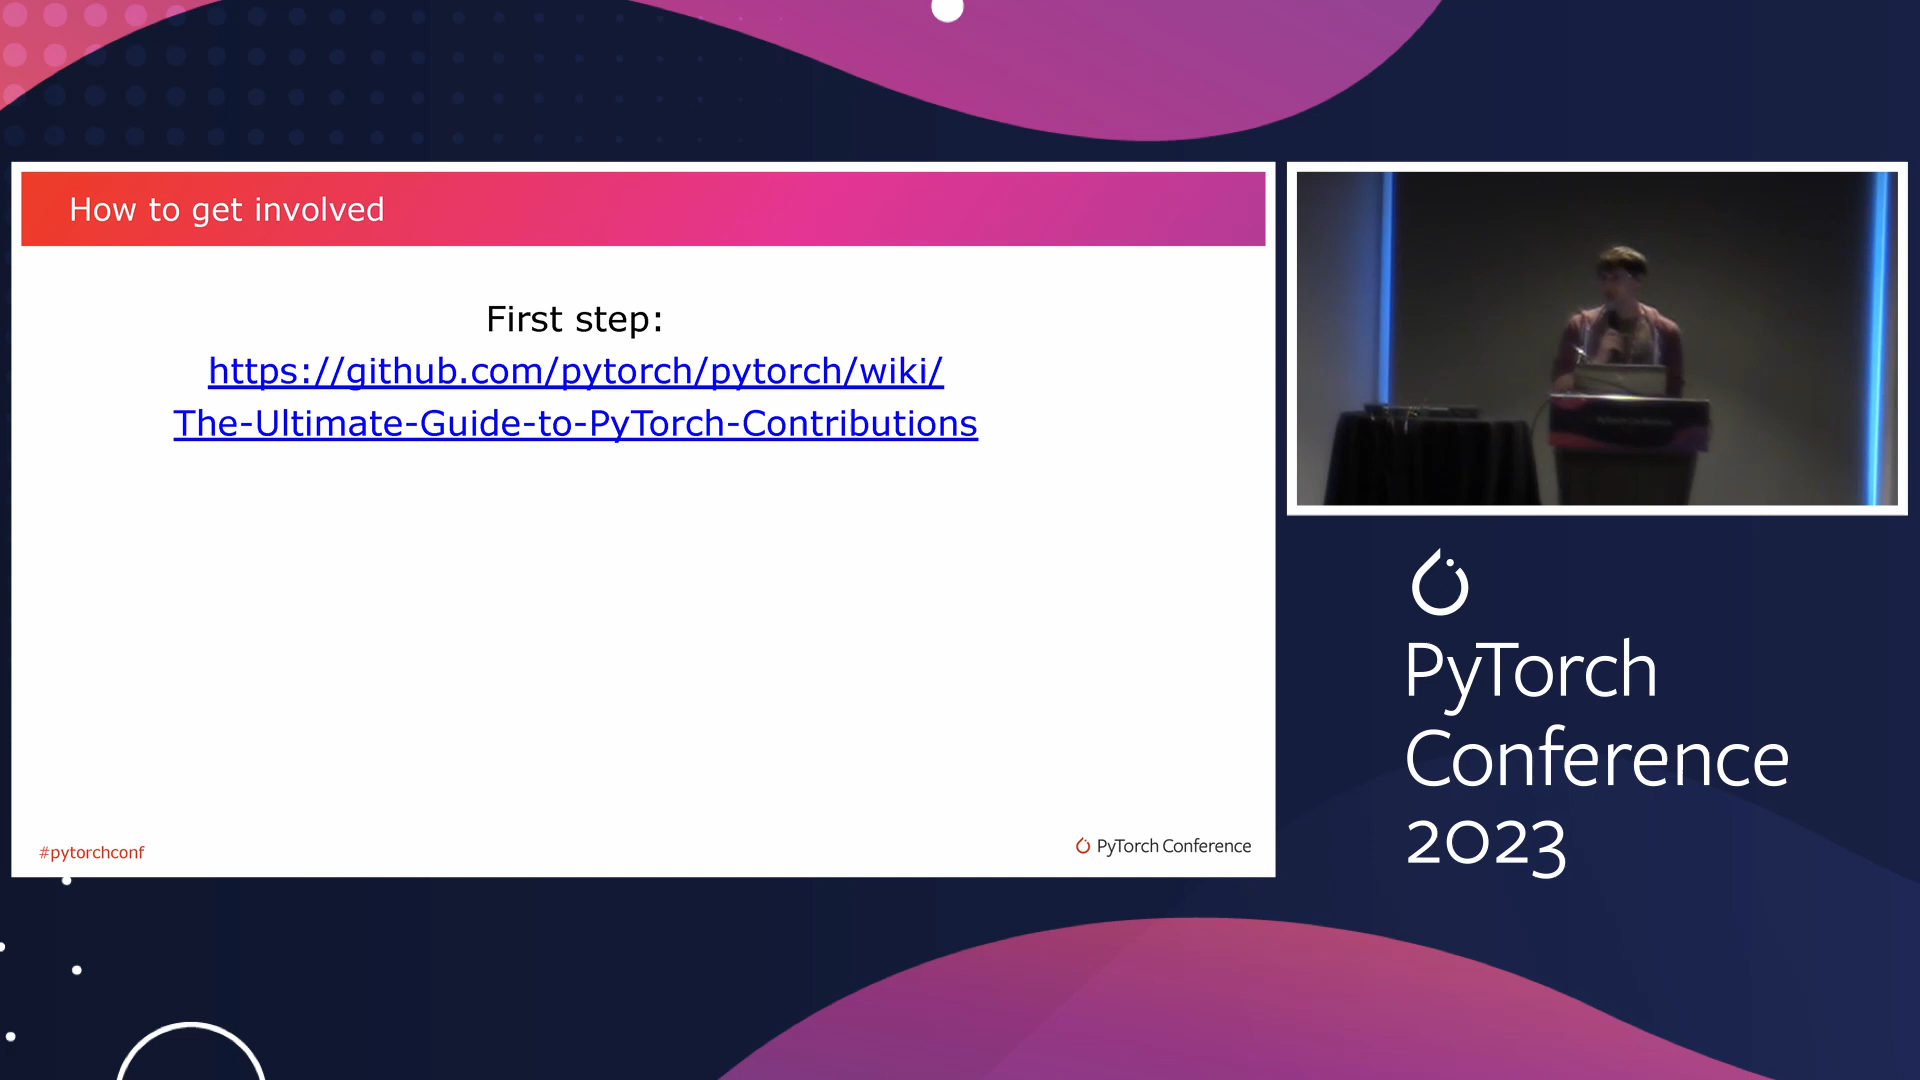 How to get involved
First step:
https://github.com/pytorch/pytorch/wiki/
The-Ultimate-Guide-to-PyTorch-Contributions
#pytorchconf
PyTorch Conference
PyTorch
Conference
2023